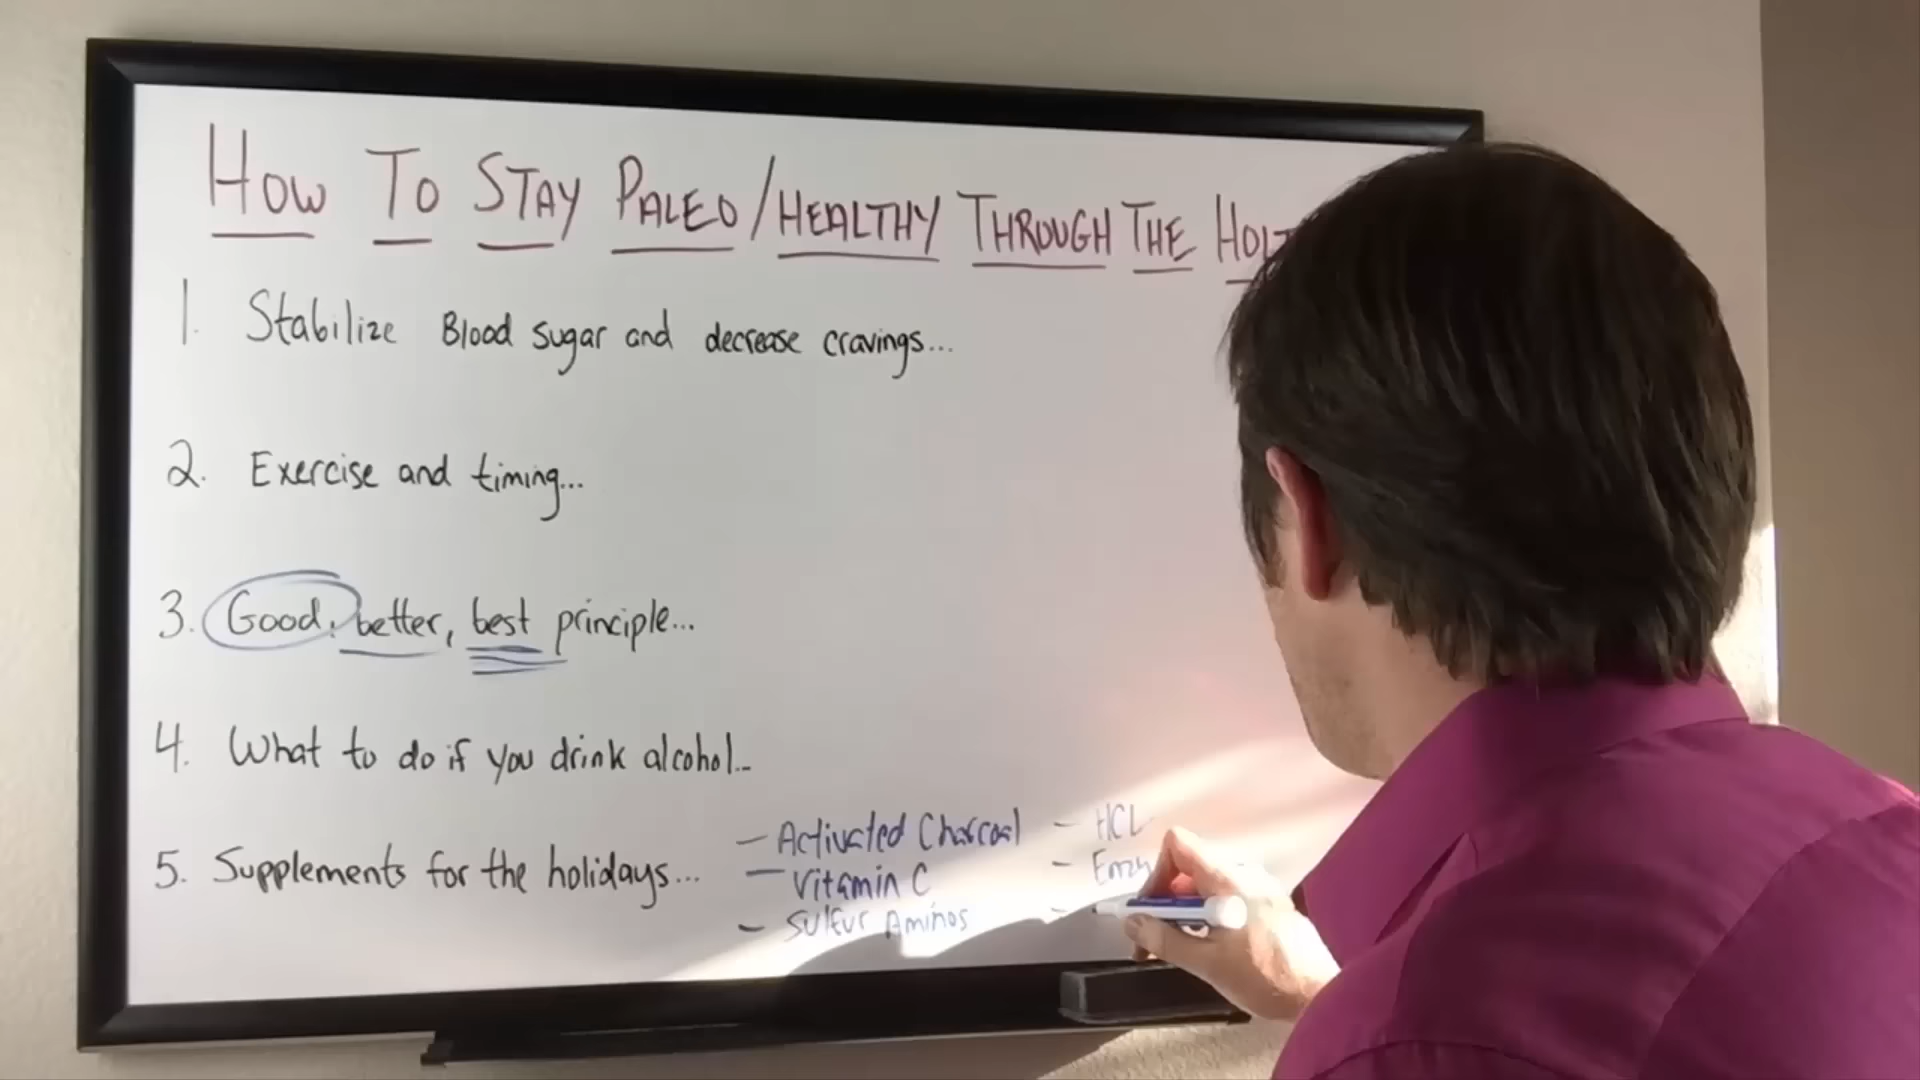 HOW TO STAY PALEO/HEALTHY THROUGH THE
1. Stabilize Blood sugar and decrease cravings...
2. Exercise and timing...
3. Good, better, best principle...
4. What to do if you drink alcohol...
5. Supplements for the holidays...
- Activated Charcoal
- Vitamin C
- Sulfur Aminos
- HCL
-
-